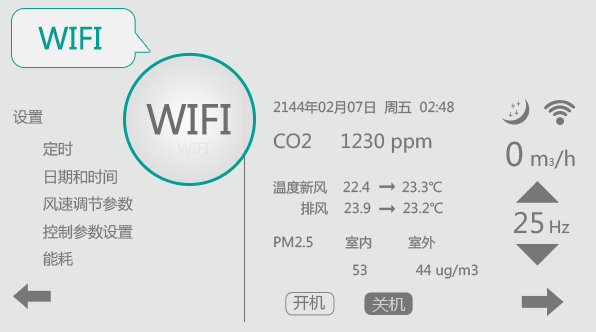 WIFI
WIFI
WIFI
设置
定时
日期和时间
风速调节参数
控制参数设置
能耗
2144年02月07日 周五 02:48
CO2 1230 ppm
温度新风 22.4 → 23.3℃
排风 23.9 → 23.2℃
PM2.5 室内 室外
53 44 ug/m3
开机 关机
0 m3/h
25 Hz